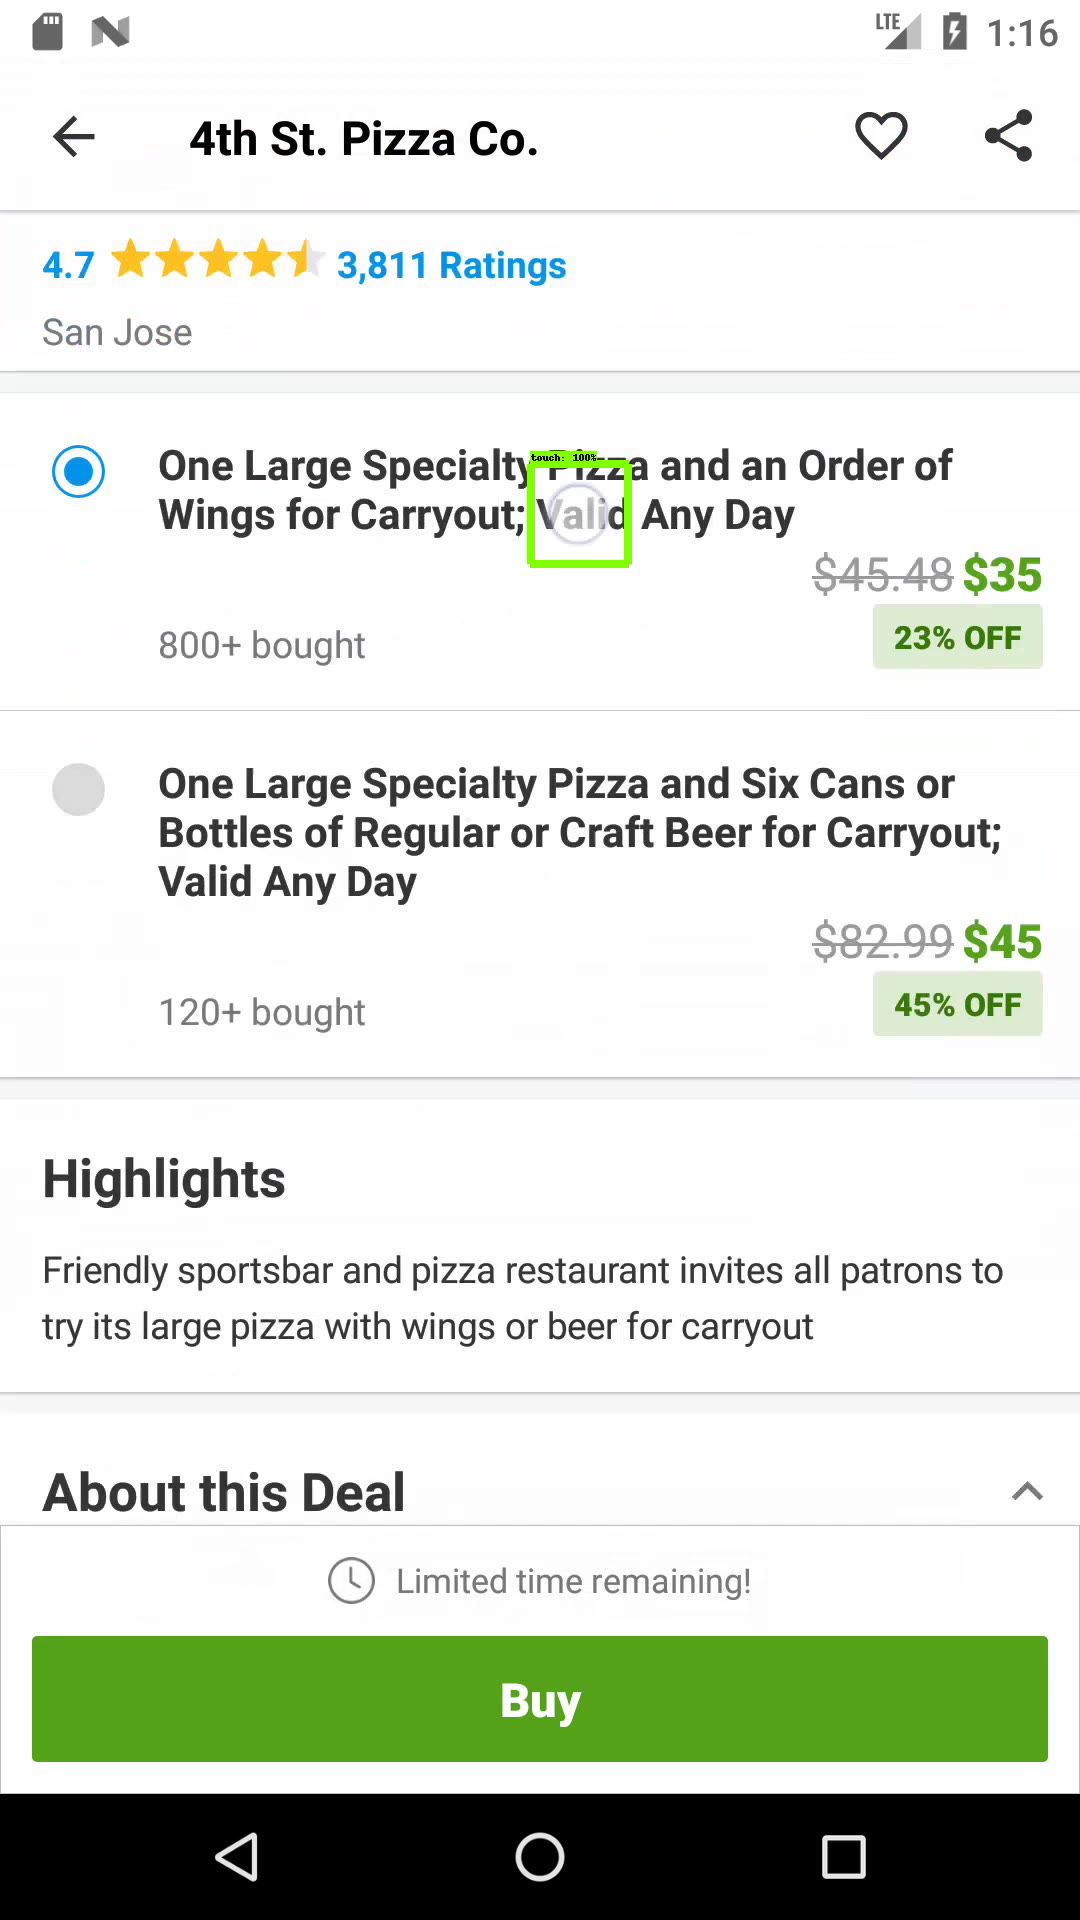 LTE 1:16
4th St. Pizza Co.
4.7 3,811 Ratings
San Jose
touch: 100%
One Large Specialty Pizza and an Order of
Wings for Carryout; Valid Any Day
$45.48 $35
23% OFF
800+ bought
One Large Specialty Pizza and Six Cans or
Bottles of Regular or Craft Beer for Carryout;
Valid Any Day
$82.99 $45
45% OFF
120+ bought
Highlights
Friendly sportsbar and pizza restaurant invites all patrons to
try its large pizza with wings or beer for carryout
About this Deal
Limited time remaining!
Buy